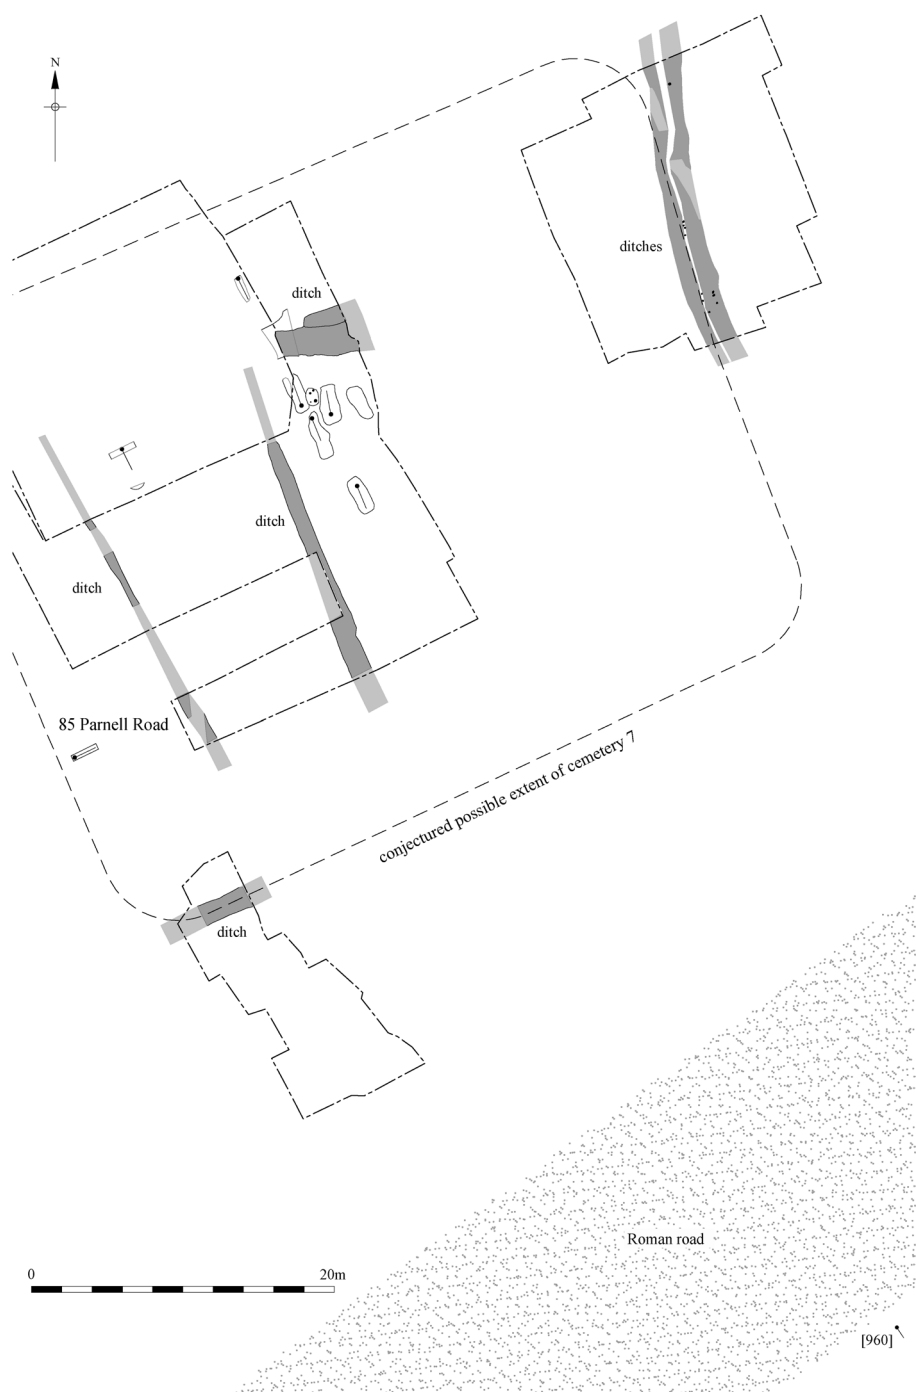 N
ditches
ditch
ditch
ditch
85 Parnell Road
conjectured possible extent of cemetery 7
ditch
Roman road
0 20m
[960]